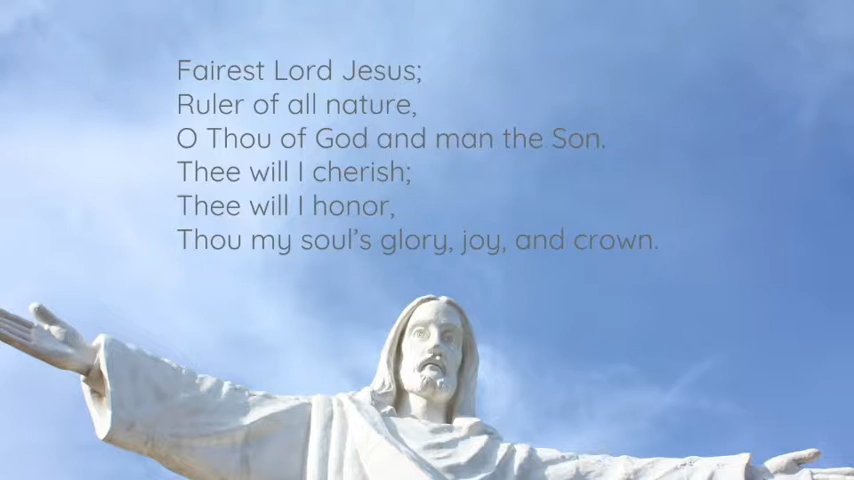 Fairest Lord Jesus;
Ruler of all nature,
O Thou of God and man the Son.
Thee will I cherish;
Thee will I honor,
Thou my soul's glory, joy, and crown.